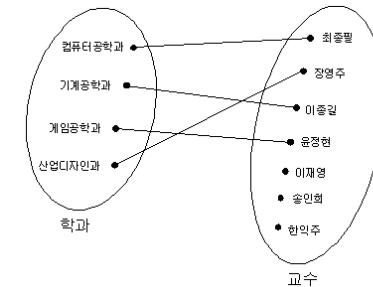 컴퓨터공학과
기계공학과
게임공학과
산업디자인과
학과
최종필
장영주
이종길
윤정현
이재영
송인희
한익주
교수